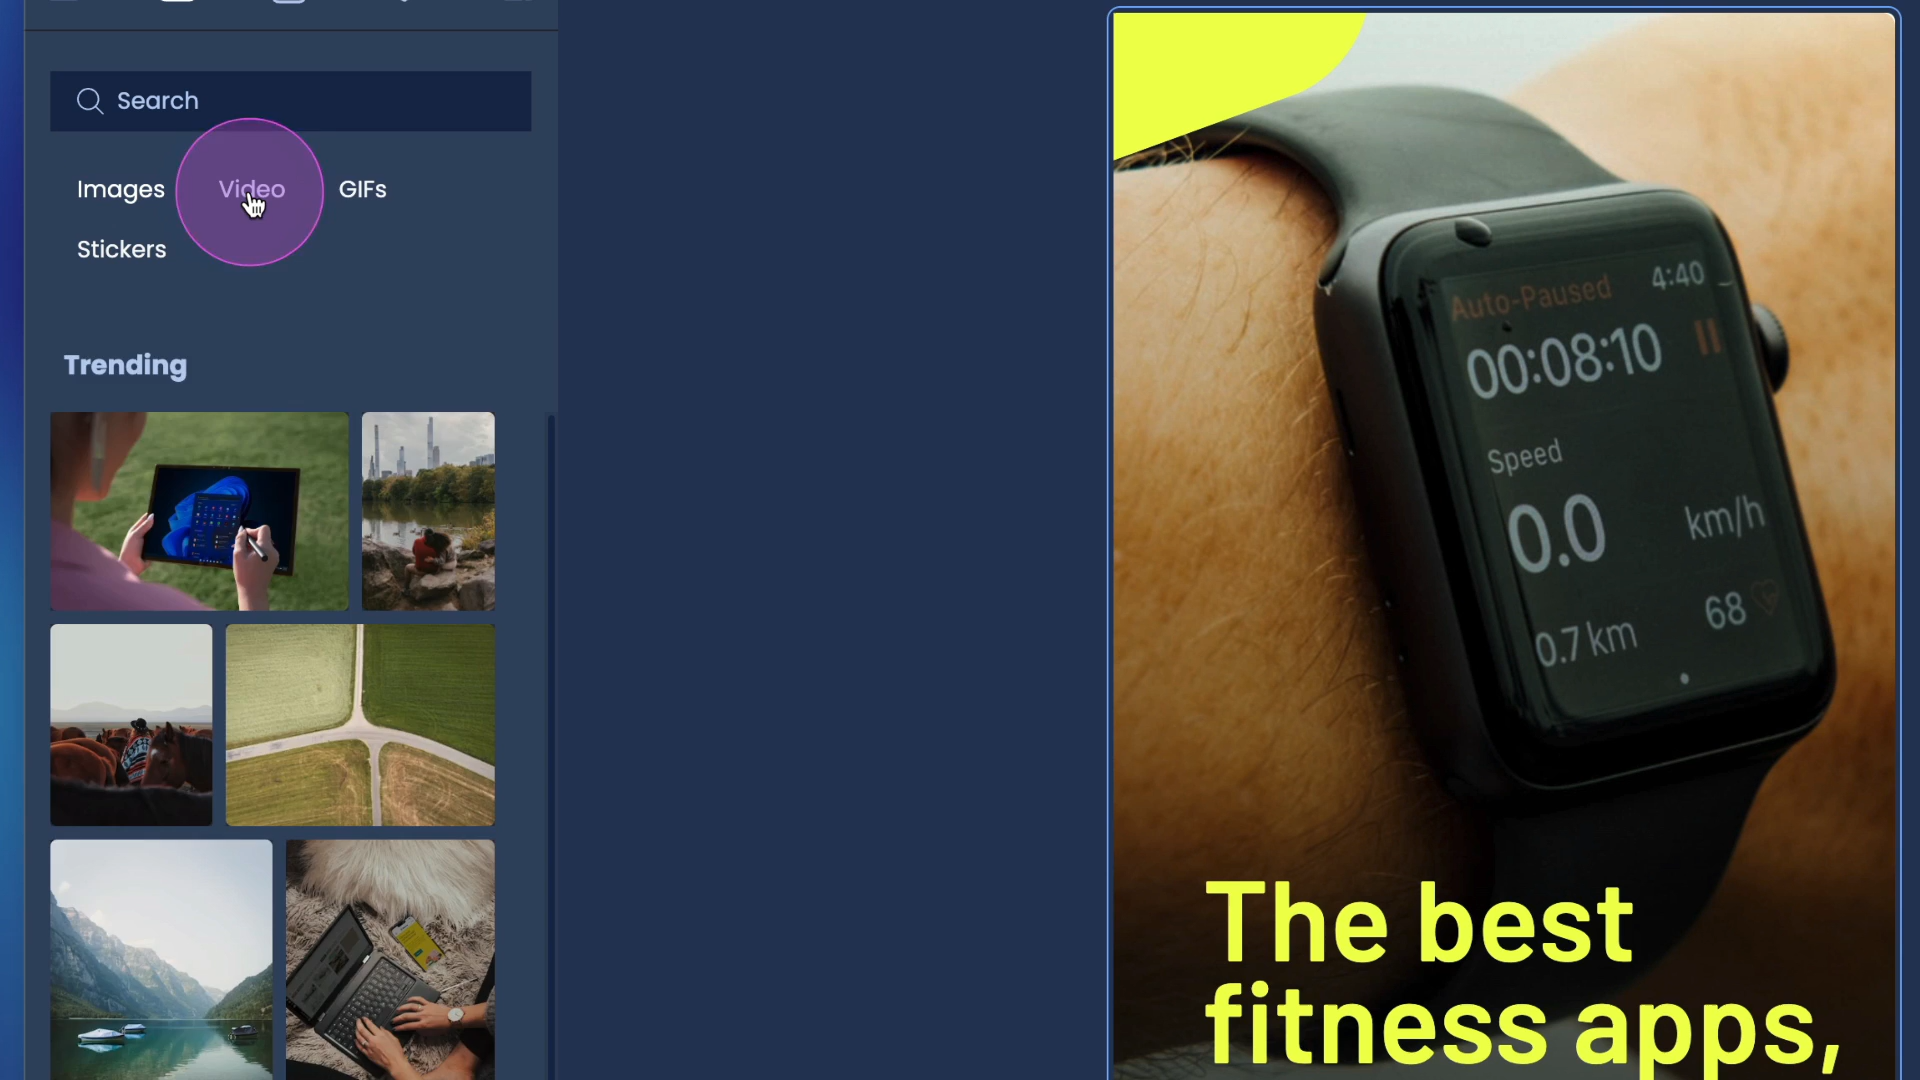 Search
Images
Video
GIFs
Stickers
Trending
Auto-Paused
4:40
00:08:10
Speed
0.0
km/h
0.7 km
68
The best
fitness apps,